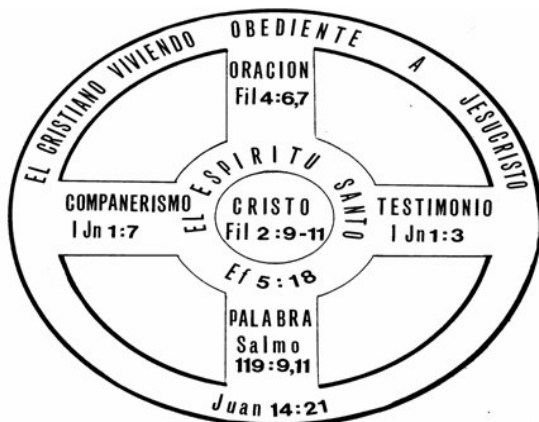 EL CRISTIANO VIVIENDO OBEDIENTE A JESUCRISTO
ORACION
Fil 4:6,7
EL ESPIRITU SANTO
COMPANERISMO
I Jn 1:7
CRISTO
Fil 2:9-11
TESTIMONIO
I Jn 1:3
Ef 5:18
PALABRA
Salmo
119:9,11
Juan 14:21